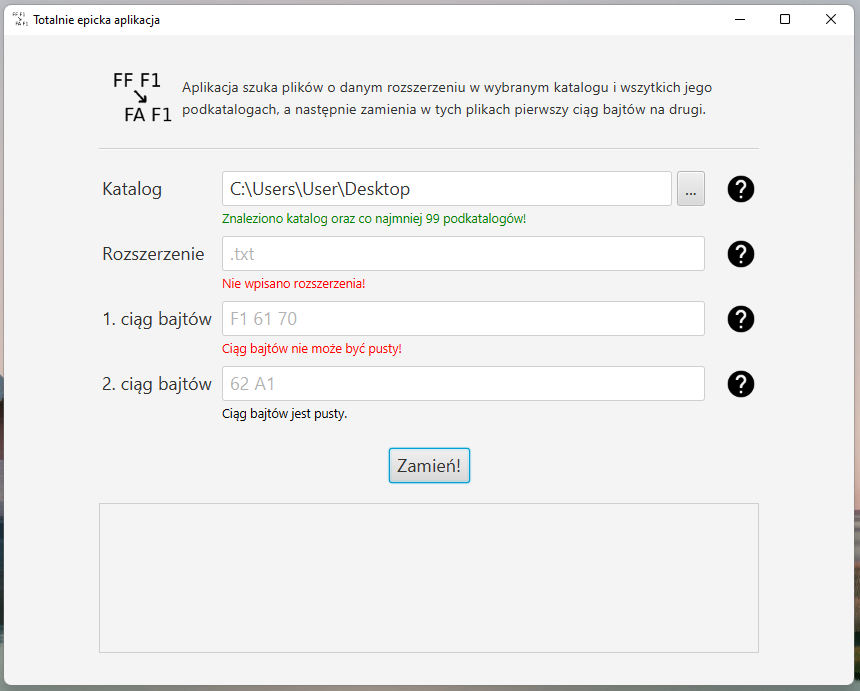 Totalnie epicka aplikacja
FF F1
FA F1
Aplikacja szuka plików o danym rozszerzeniu w wybranym katalogu i wszytkich jego
podkatalogach, a następnie zamienia w tych plikach pierwszy ciąg bajtów na drugi.
Katalog
C:\Users\User\Desktop
...
?
Znaleziono katalog oraz co najmniej 99 podkatalogów!
Rozszerzenie
.txt
?
Nie wpisano rozszerzenia!
1. ciąg bajtów
F1 61 70
?
Ciąg bajtów nie może być pusty!
2. ciąg bajtów
62 A1
?
Ciąg bajtów jest pusty.
Zamień!